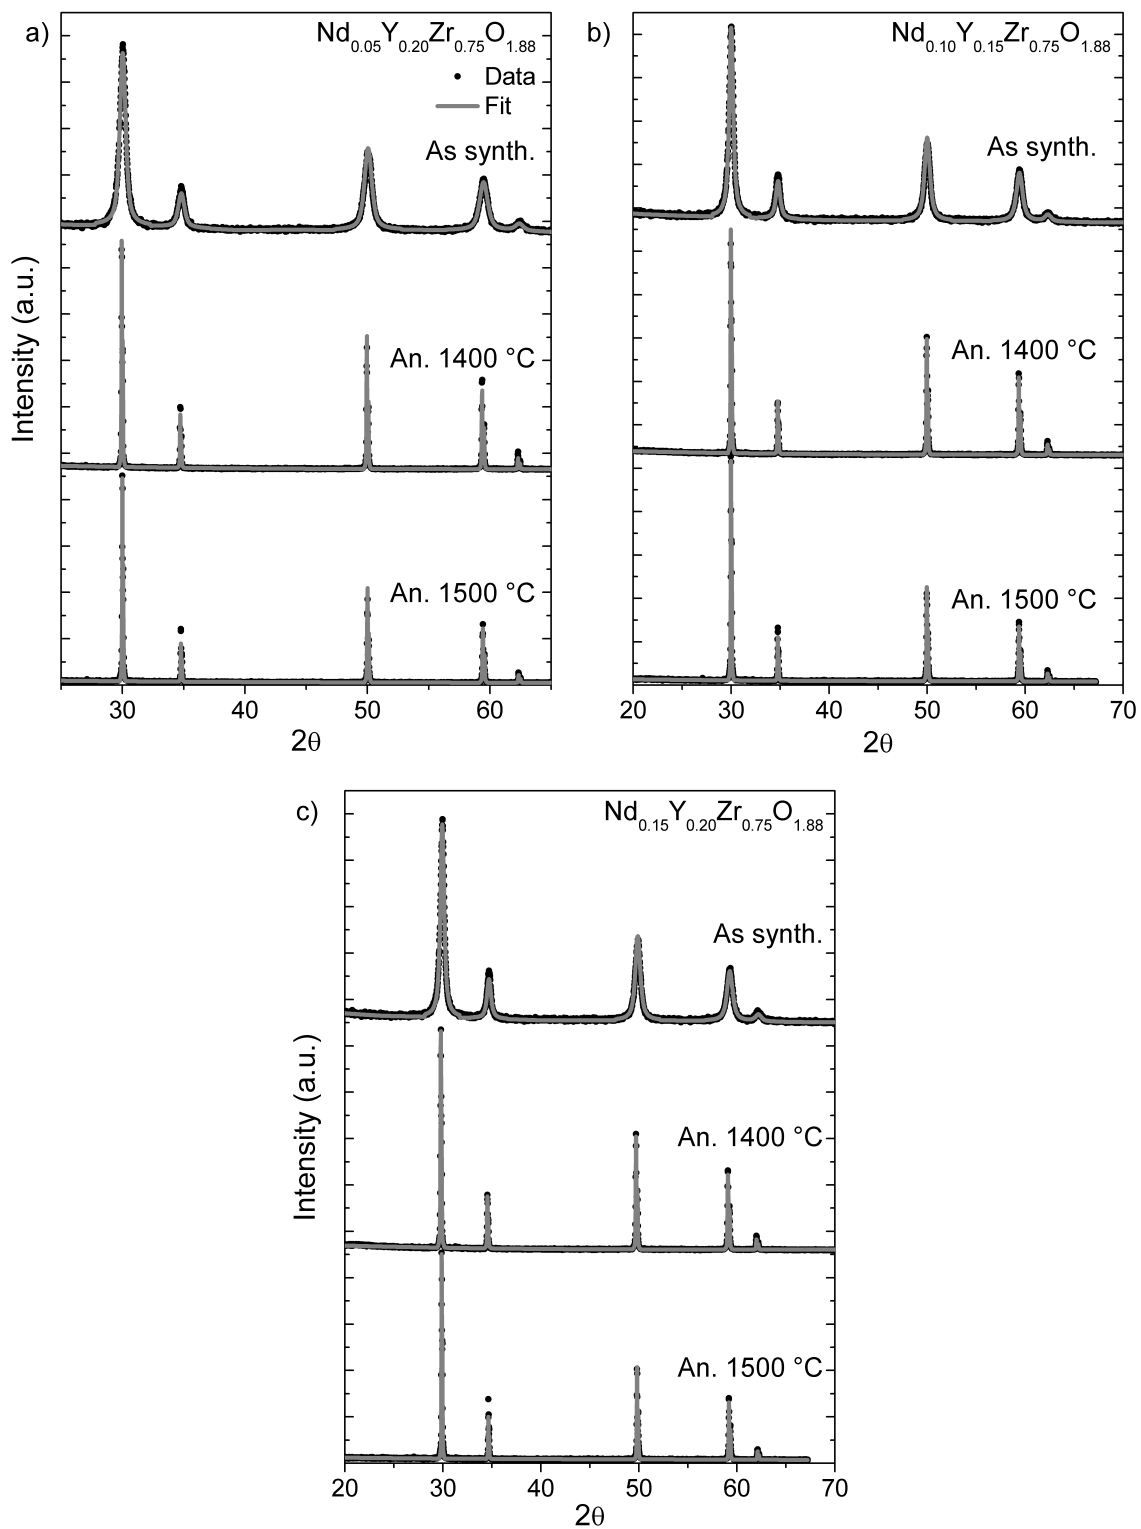 a)
Nd0.05Y0.20Zr0.75O1.88
Data
Fit
As synth.
An. 1400 °C
An. 1500 °C
Intensity (a.u.)
30 40 50 60
2θ
b)
Nd0.10Y0.15Zr0.75O1.88
As synth.
An. 1400 °C
An. 1500 °C
20 30 40 50 60 70
2θ
c)
Nd0.15Y0.20Zr0.75O1.88
As synth.
An. 1400 °C
An. 1500 °C
Intensity (a.u.)
20 30 40 50 60 70
2θ